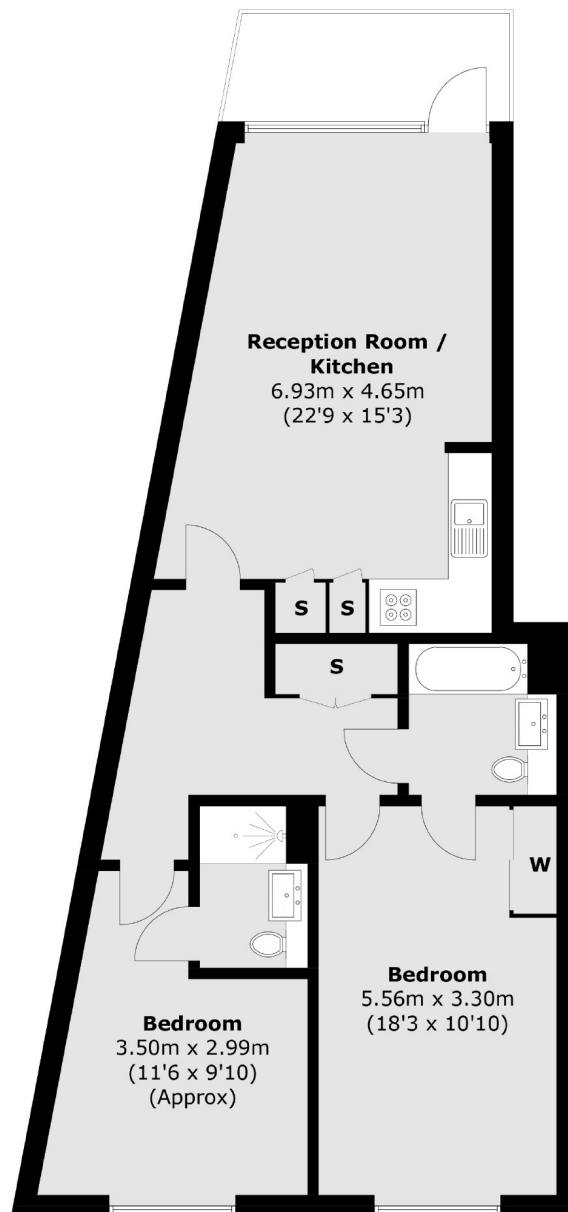 Reception Room /
Kitchen
6.93m x 4.65m
(22'9 x 15'3)
S
S
S
W
Bedroom
5.56m x 3.30m
(18'3 x 10'10)
Bedroom
3.50m x 2.99m
(11'6 x 9'10)
(Approx)